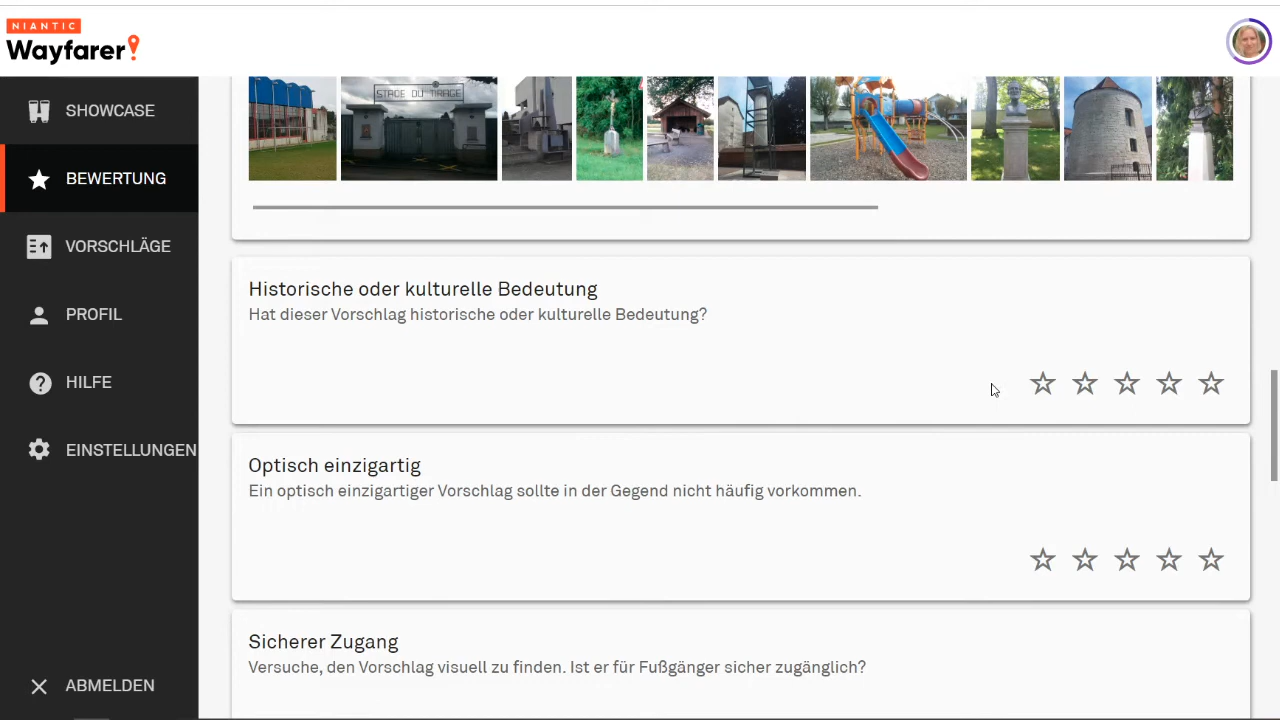 NIANTIC
Wayfarer
SHOWCASE
BEWERTUNG
VORSCHLÄGE
PROFIL
HILFE
EINSTELLUNGEN
ABMELDEN
STADE DU TIRAGE
Historische oder kulturelle Bedeutung
Hat dieser Vorschlag historische oder kulturelle Bedeutung?
Optisch einzigartig
Ein optisch einzigartiger Vorschlag sollte in der Gegend nicht häufig vorkommen.
Sicherer Zugang
Versuche, den Vorschlag visuell zu finden. Ist er für Fußgänger sicher zugänglich?